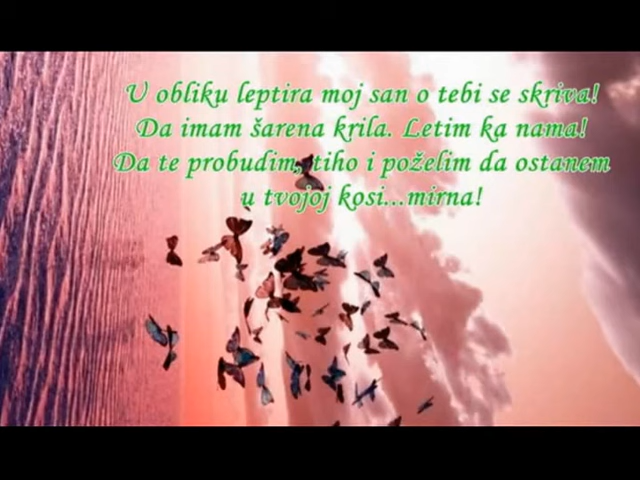 U obliku leptira moj san o tebi se skriva!
Da imam šarena krila. Letim ka nama!
Da te probudim, tiho i poželim da ostanem
u tvojoj kosi...mirna!